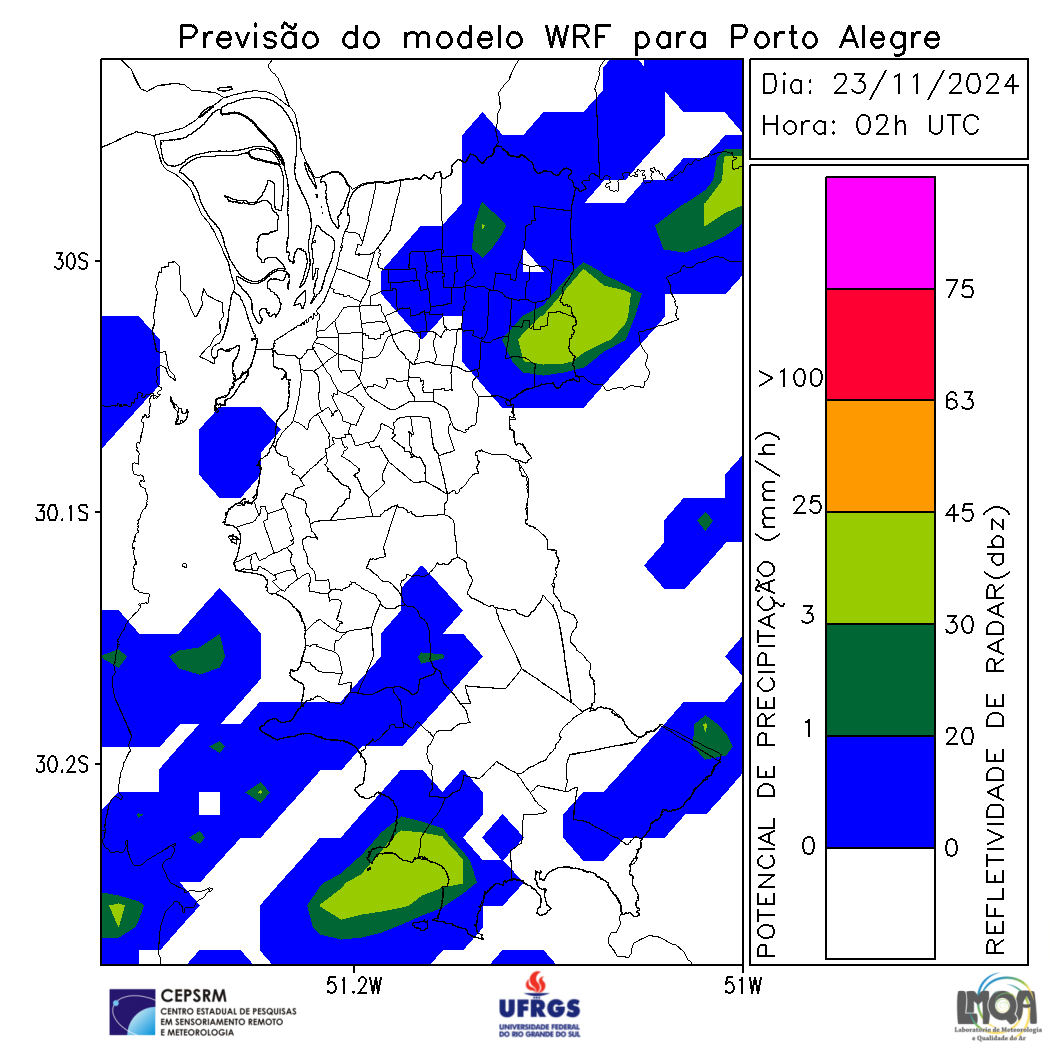 Previsão do modelo WRF para Porto Alegre
Dia: 23/11/2024
Hora: 02h UTC
30S
30.1S
30.2S
51.2W
51W
POTENCIAL DE PRECIPITAÇÃO (mm/h)
>100
25
3
1
0
75
63
45
30
20
0
REFLETIVIDADE DE RADAR(dbz)
CEPSRM
CENTRO ESTADUAL DE PESQUISAS
EM SENSORIAMENTO REMOTO
E METEOROLOGIA
UFRGS
UNIVERSIDADE FEDERAL
DO RIO GRANDE DO SUL
LMQA
Laboratório de Meteorologia
e Qualidade do Ar